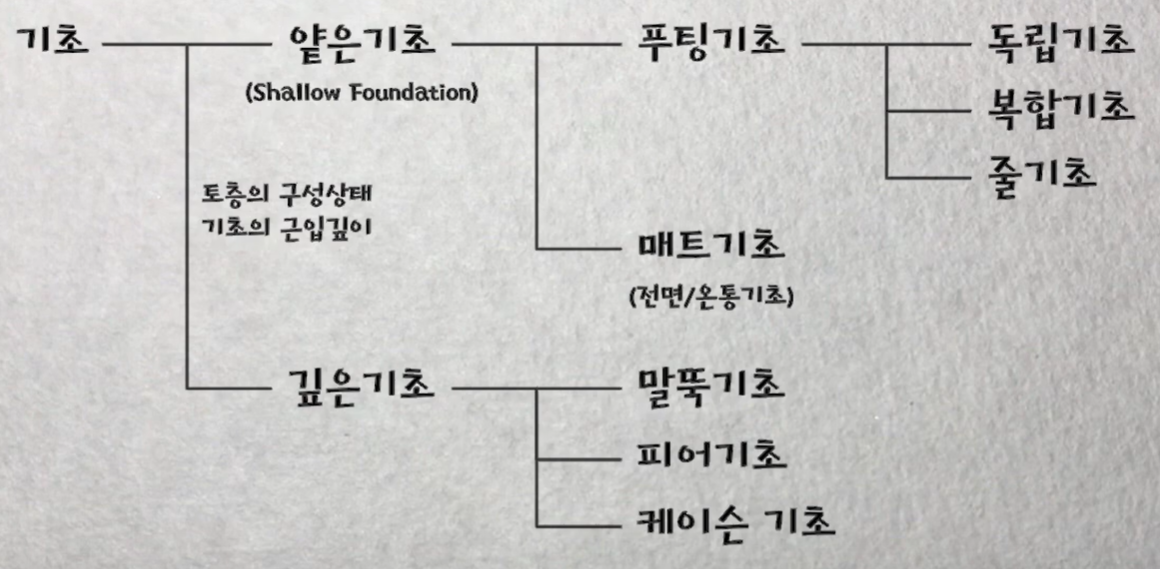 기초
얕은기초
푸팅기초
독립기초
(Shallow Foundation)
복합기초
줄기초
토층의 구성상태
기초의 근입깊이
매트기초
(전면/온통기초)
깊은기초
말뚝기초
피어기초
케이슨 기초